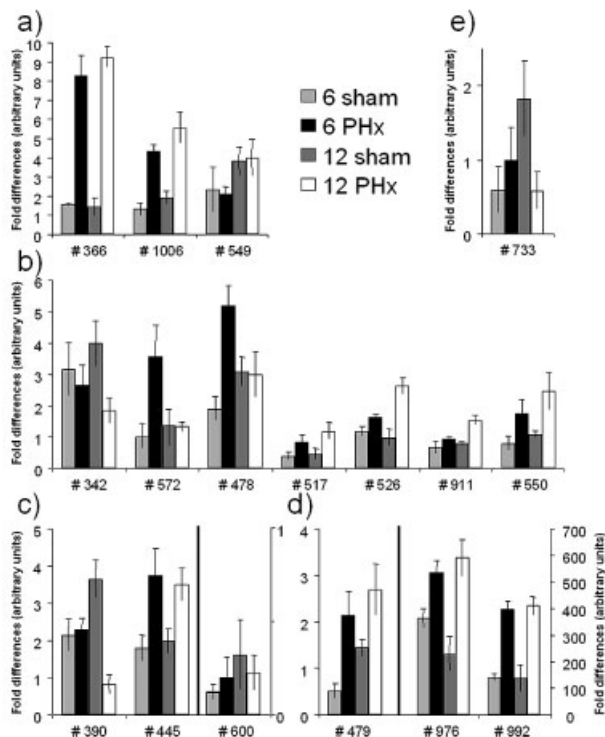 a)
Fold differences (arbitrary units)
10
9
8
7
6
5
4
3
2
1
0
# 366 # 1006 # 549
6 sham
6 PHx
12 sham
12 PHx
e)
Fold differences (arbitrary units)
2
1
0
# 733
b)
Fold differences (arbitrary units)
6
5
4
3
2
1
0
# 342 # 572 # 478 # 517 # 526 # 911 # 550
c)
Fold differences (arbitrary units)
5
4
3
2
1
0
1
0
# 390 # 445 # 600
d)
4
3
2
1
0
700
600
500
400
300
200
100
0
Fold differences (arbitrary units)
# 479 # 976 # 992